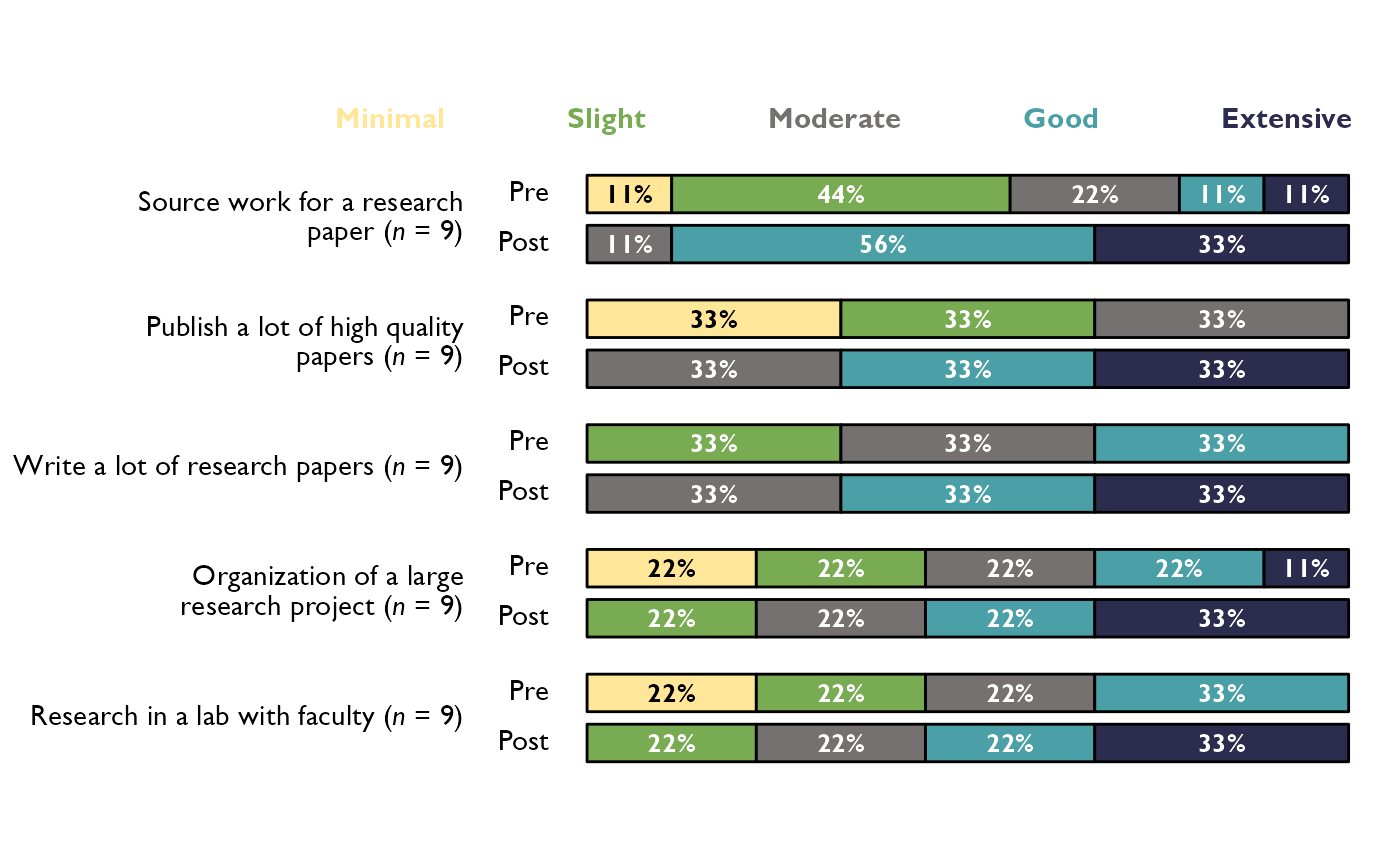 Minimal Slight Moderate Good Extensive
Source work for a research
paper (n = 9)
Pre 11% 44% 22% 11% 11%
Post 11% 56% 33%
Publish a lot of high quality
papers (n = 9)
Pre 33% 33% 33%
Post 33% 33% 33%
Write a lot of research papers (n = 9)
Pre 33% 33% 33%
Post 33% 33% 33%
Organization of a large
research project (n = 9)
Pre 22% 22% 22% 22% 11%
Post 22% 22% 22% 33%
Research in a lab with faculty (n = 9)
Pre 22% 22% 22% 33%
Post 22% 22% 22% 33%